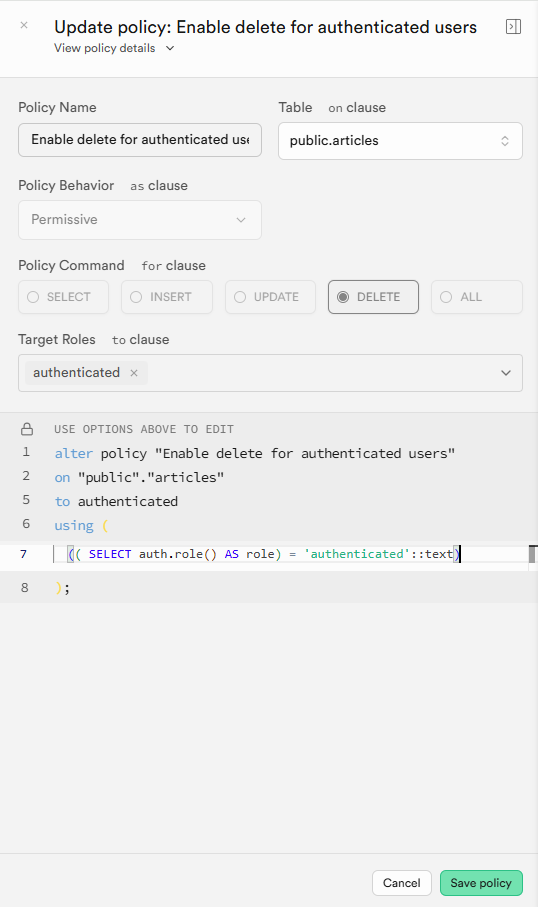 Update policy: Enable delete for authenticated users
View policy details
Policy Name
Table on clause
Enable delete for authenticated use
public.articles
Policy Behavior as clause
Permissive
Policy Command for clause
SELECT INSERT UPDATE DELETE ALL
Target Roles to clause
authenticated ×
USE OPTIONS ABOVE TO EDIT
1 alter policy "Enable delete for authenticated users"
2 on "public"."articles"
5 to authenticated
6 using (
7 (( SELECT auth.role() AS role) = 'authenticated'::text)
8 );
Cancel Save policy